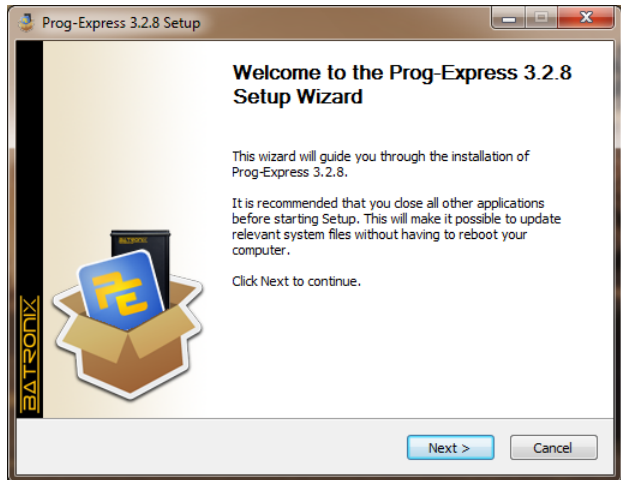 Prog-Express 3.2.8 Setup
Welcome to the Prog-Express 3.2.8
Setup Wizard
This wizard will guide you through the installation of
Prog-Express 3.2.8.
It is recommended that you close all other applications
before starting Setup. This will make it possible to update
relevant system files without having to reboot your
computer.
Click Next to continue.
BATRONIX
PE
BATRONIX
Next >
Cancel